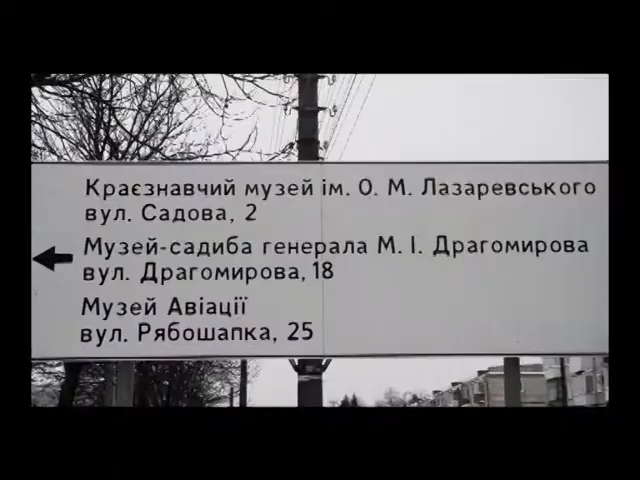 Краєзнавчий музей ім. О. М. Лазаревського
вул. Садова, 2
Музей-садиба генерала М. І. Драгомирова
вул. Драгомирова, 18
Музей Авіації
вул. Рябошапка, 25